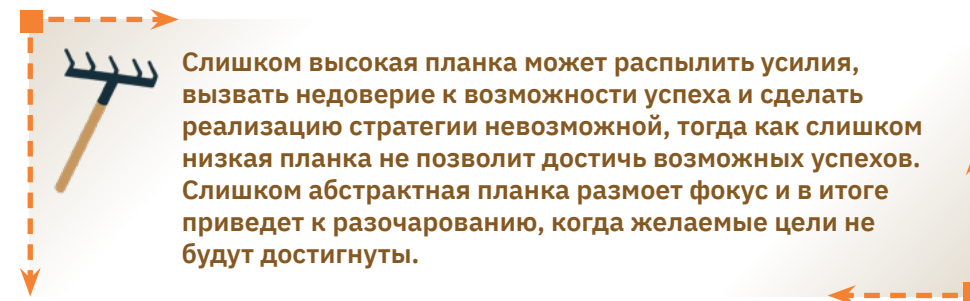 Слишком высокая планка может распылить усилия,
вызвать недоверие к возможности успеха и сделать
реализацию стратегии невозможной, тогда как слишком
низкая планка не позволит достичь возможных успехов.
Слишком абстрактная планка размоет фокус и в итоге
приведет к разочарованию, когда желаемые цели не
будут достигнуты.